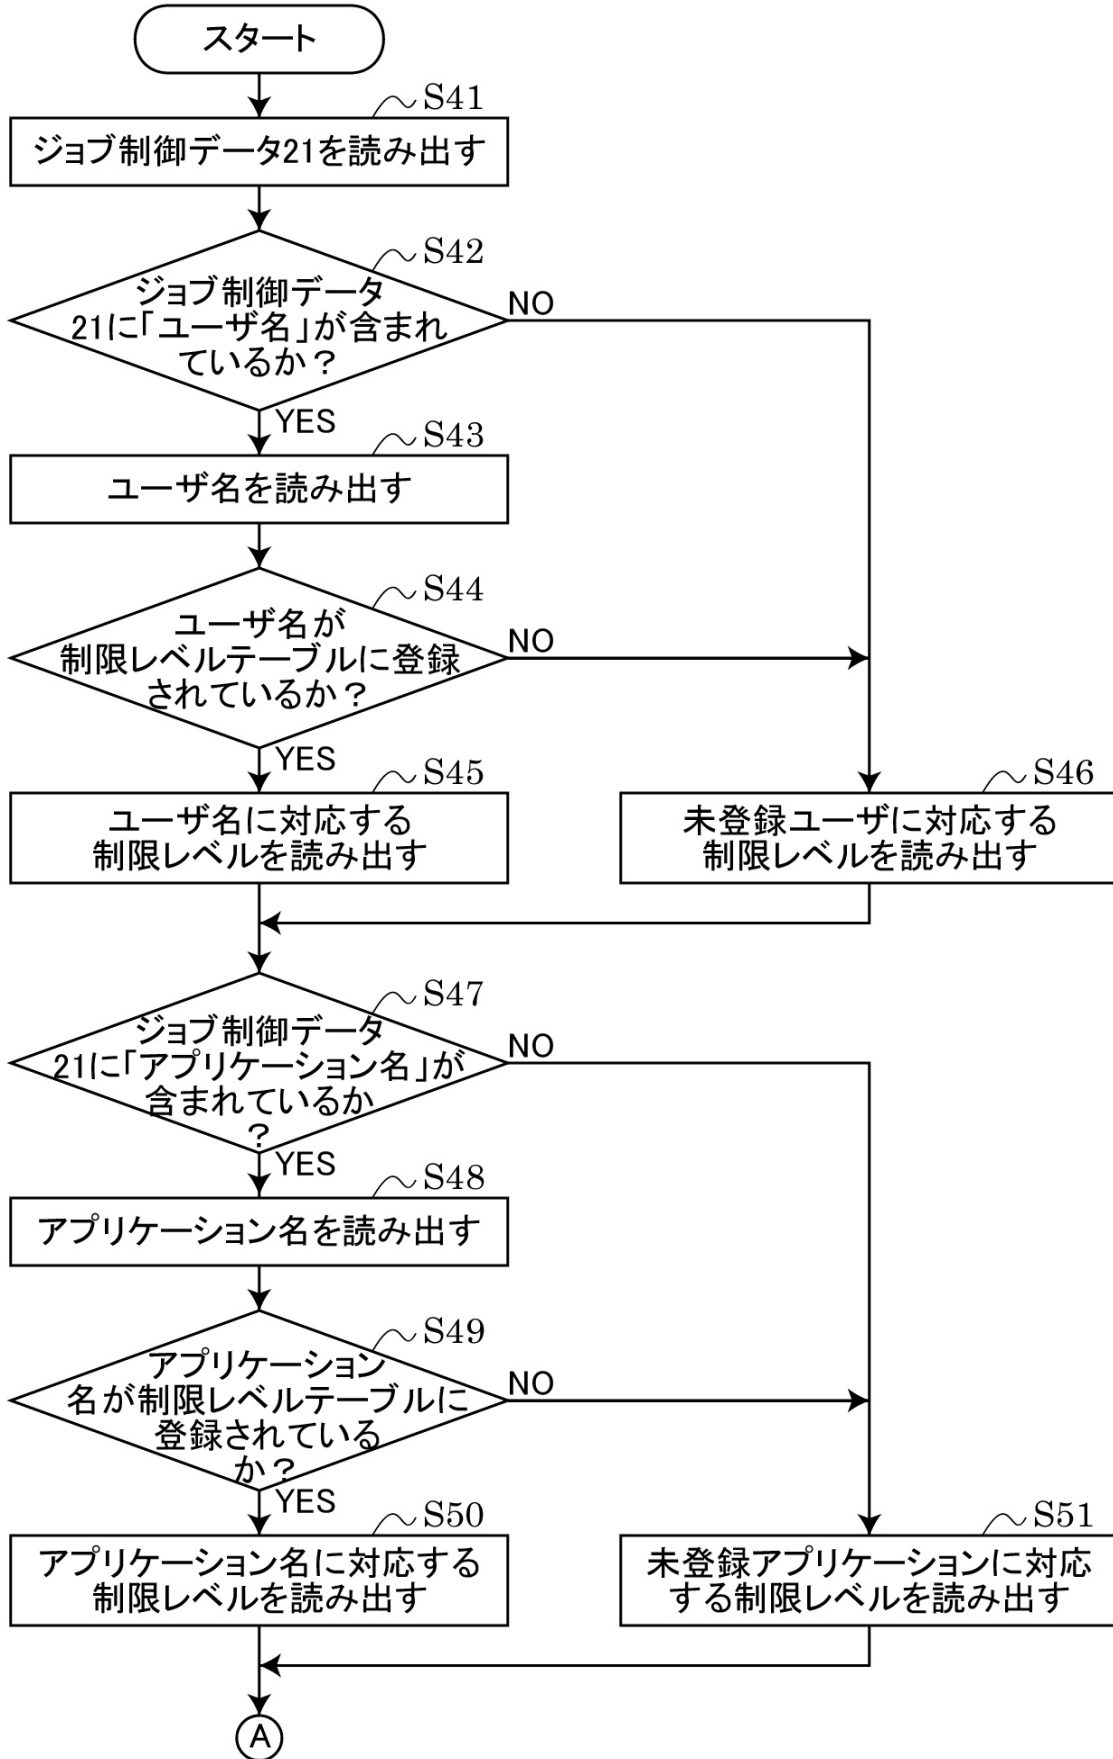 スタート
S41
ジョブ制御データ21を読み出す
S42
ジョブ制御データ
21に「ユーザ名」が含まれ
ているか？
NO
YES
S43
ユーザ名を読み出す
S44
ユーザ名が
制限レベルテーブルに登録
されているか？
NO
YES
S45
ユーザ名に対応する
制限レベルを読み出す
S46
未登録ユーザに対応する
制限レベルを読み出す
S47
ジョブ制御データ
21に「アプリケーション名」が
含まれているか
？
NO
YES
S48
アプリケーション名を読み出す
S49
アプリケーション
名が制限レベルテーブルに
登録されている
か？
NO
YES
S50
アプリケーション名に対応する
制限レベルを読み出す
S51
未登録アプリケーションに対応
する制限レベルを読み出す
A